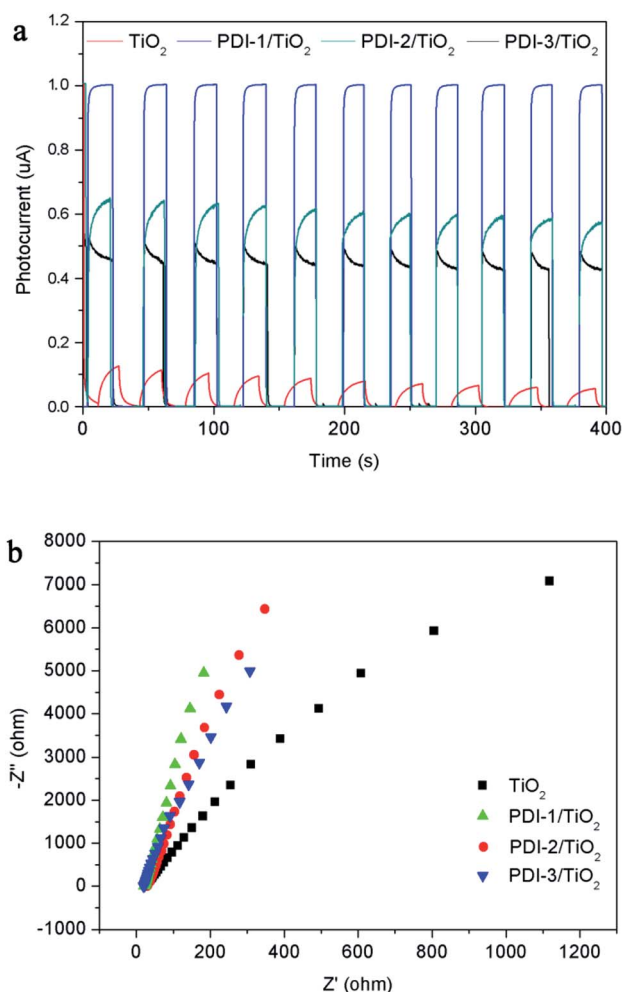 a
TiO₂ PDI-1/TiO₂ PDI-2/TiO₂ PDI-3/TiO₂
1.0
0.8
0.6
0.4
0.2
0.0
Photocurrent (uA)
0 100 200 300 400
Time (s)
b
8000
7000
6000
5000
4000
3000
2000
1000
0
-1000
-Z'' (ohm)
TiO₂
PDI-1/TiO₂
PDI-2/TiO₂
PDI-3/TiO₂
0 200 400 600 800 1000 1200
Z' (ohm)